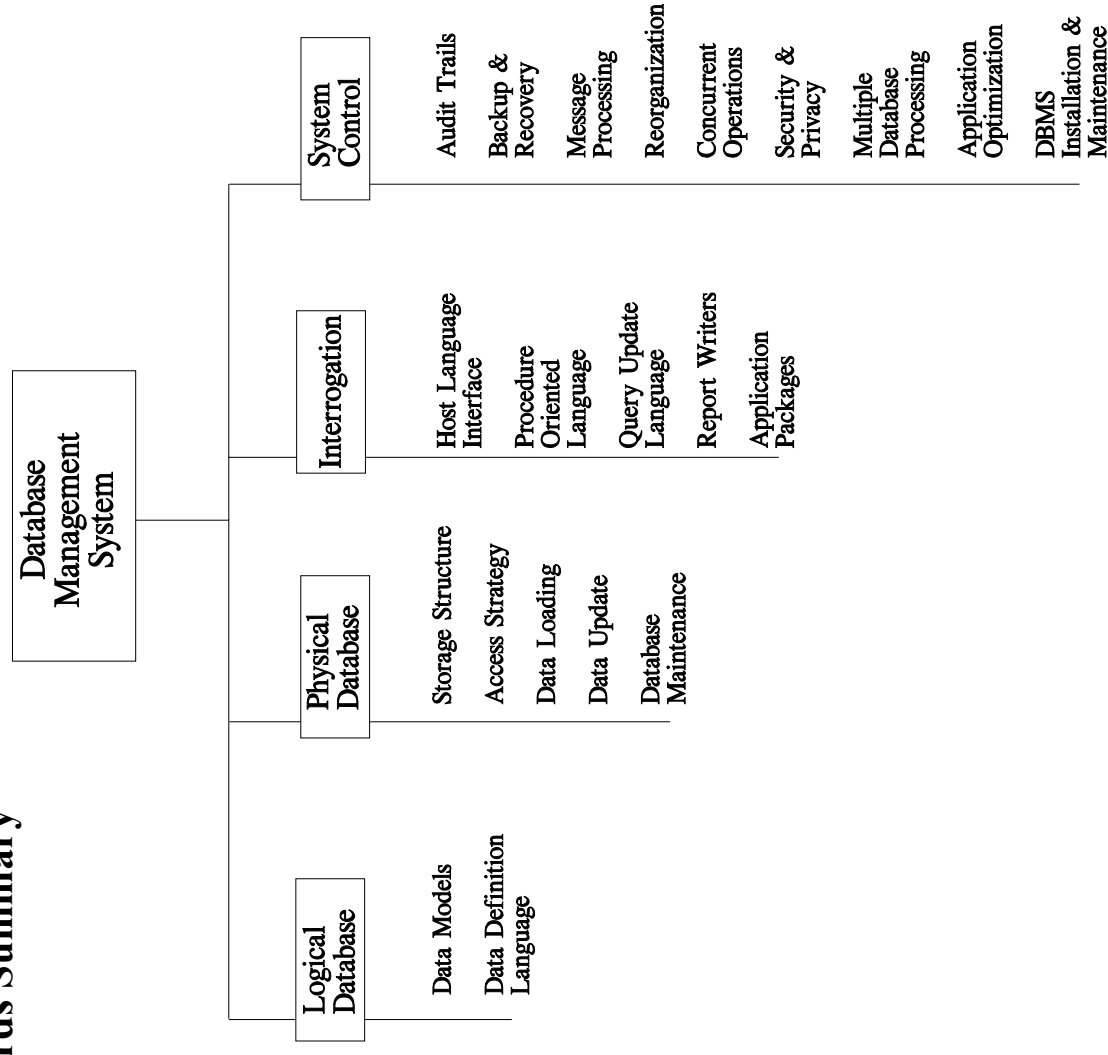 Summary
Database
Management
System
Logical
Database
Data Models
Data Definition
Language
Physical
Database
Storage Structure
Access Strategy
Data Loading
Data Update
Database
Maintenance
Interrogation
Host Language
Interface
Procedure
Oriented
Language
Query Update
Language
Report Writers
Application
Packages
System
Control
Audit Trails
Backup &
Recovery
Message
Processing
Reorganization
Concurrent
Operations
Security &
Privacy
Multiple
Database
Processing
Application
Optimization
DBMS
Installation &
Maintenance